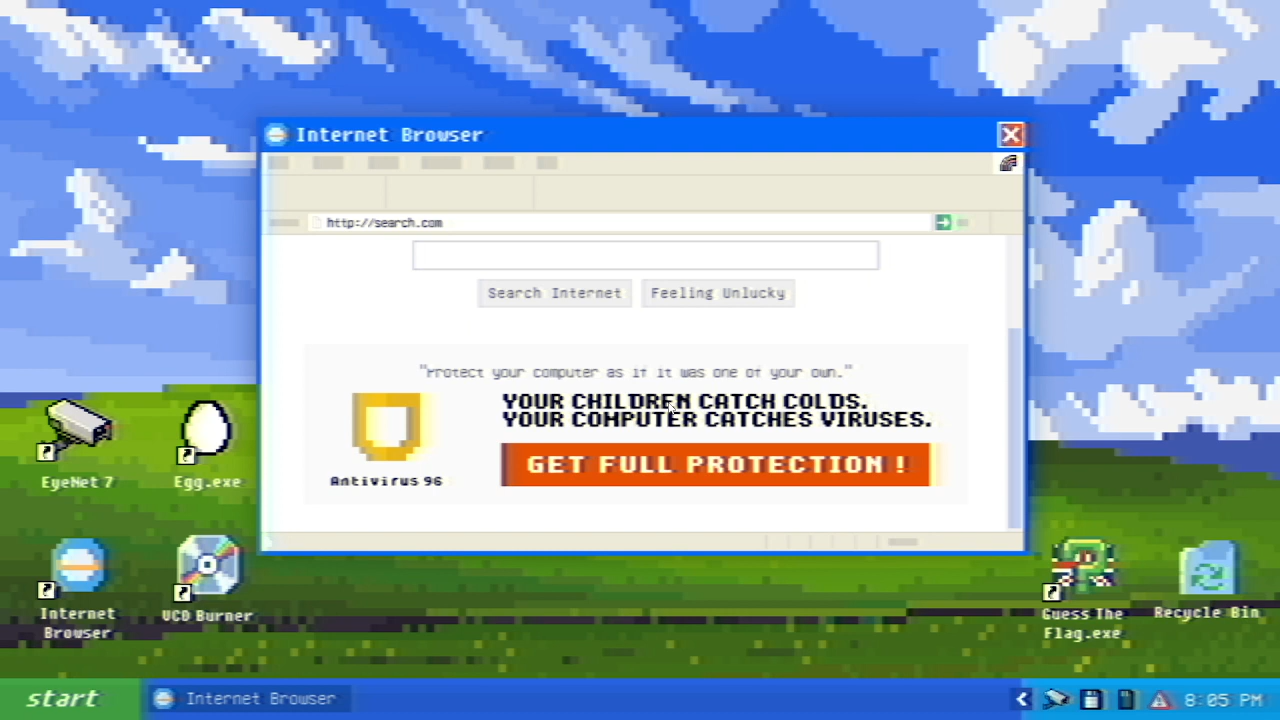 Internet Browser
http://search.com
Search Internet
Feeling Unlucky
"Protect your computer as if it was one of your own."
YOUR CHILDREN CATCH COLDS.
YOUR COMPUTER CATCHES VIRUSES.
GET FULL PROTECTION !
Antivirus 96
EyeNet 7
Egg.exe
Internet
Browser
VCD Burner
Guess The
Flag.exe
Recycle Bin
start
Internet Browser
8:05 PM